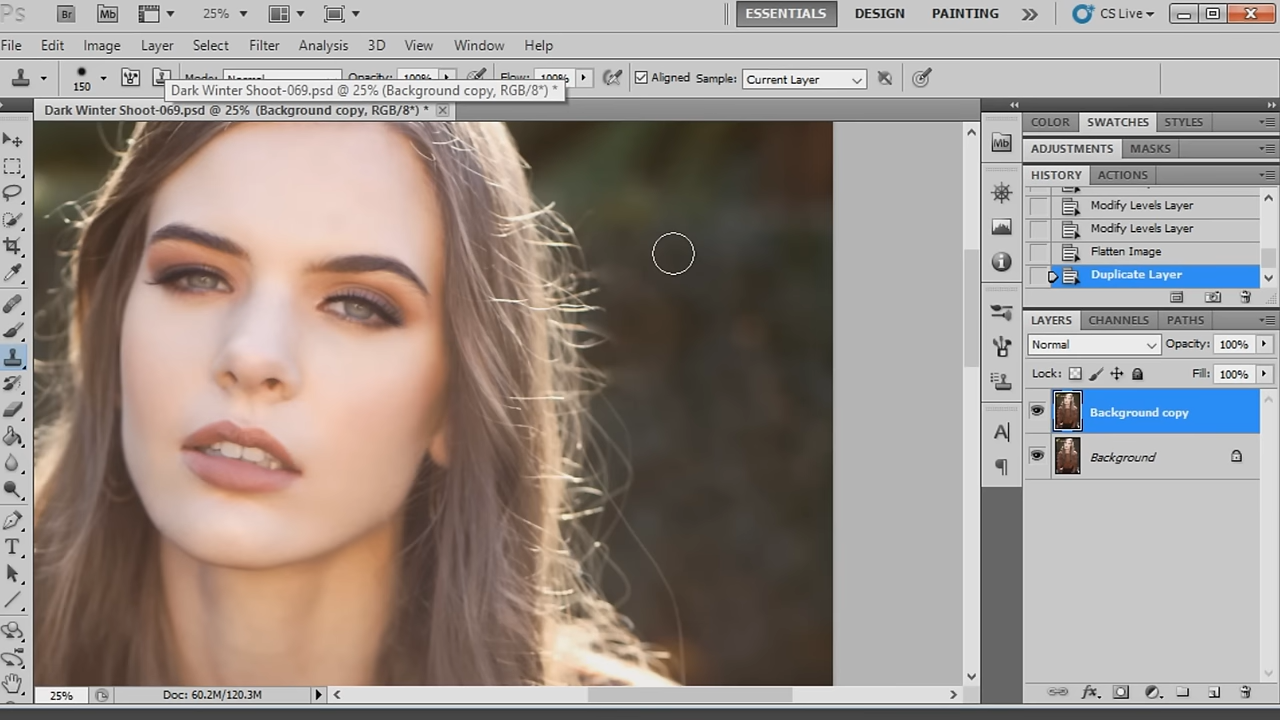 Ps Br Mb 25% ESSENTIALS DESIGN PAINTING CS Live
File Edit Image Layer Select Filter Analysis 3D View Window Help
150 Mode: Normal Opacity: 100% Flow: 100% Aligned Sample: Current Layer
Dark Winter Shoot-069.psd @ 25% (Background copy, RGB/8*) *
Dark Winter Shoot-069.psd @ 25% (Background copy, RGB/8*) *
COLOR SWATCHES STYLES
Mb
ADJUSTMENTS MASKS
HISTORY ACTIONS
Modify Levels Layer
Modify Levels Layer
Flatten Image
Duplicate Layer
LAYERS CHANNELS PATHS
Normal Opacity: 100%
Lock: Fill: 100%
Background copy
Background
25% Doc: 60.2M/120.3M